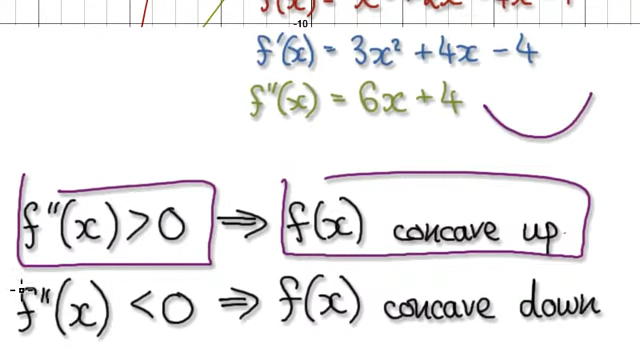 -10
f'(x) = 3x² + 4x - 4
f''(x) = 6x + 4
f''(x) > 0 ⇒ f(x) concave up
f''(x) < 0 ⇒ f(x) concave down